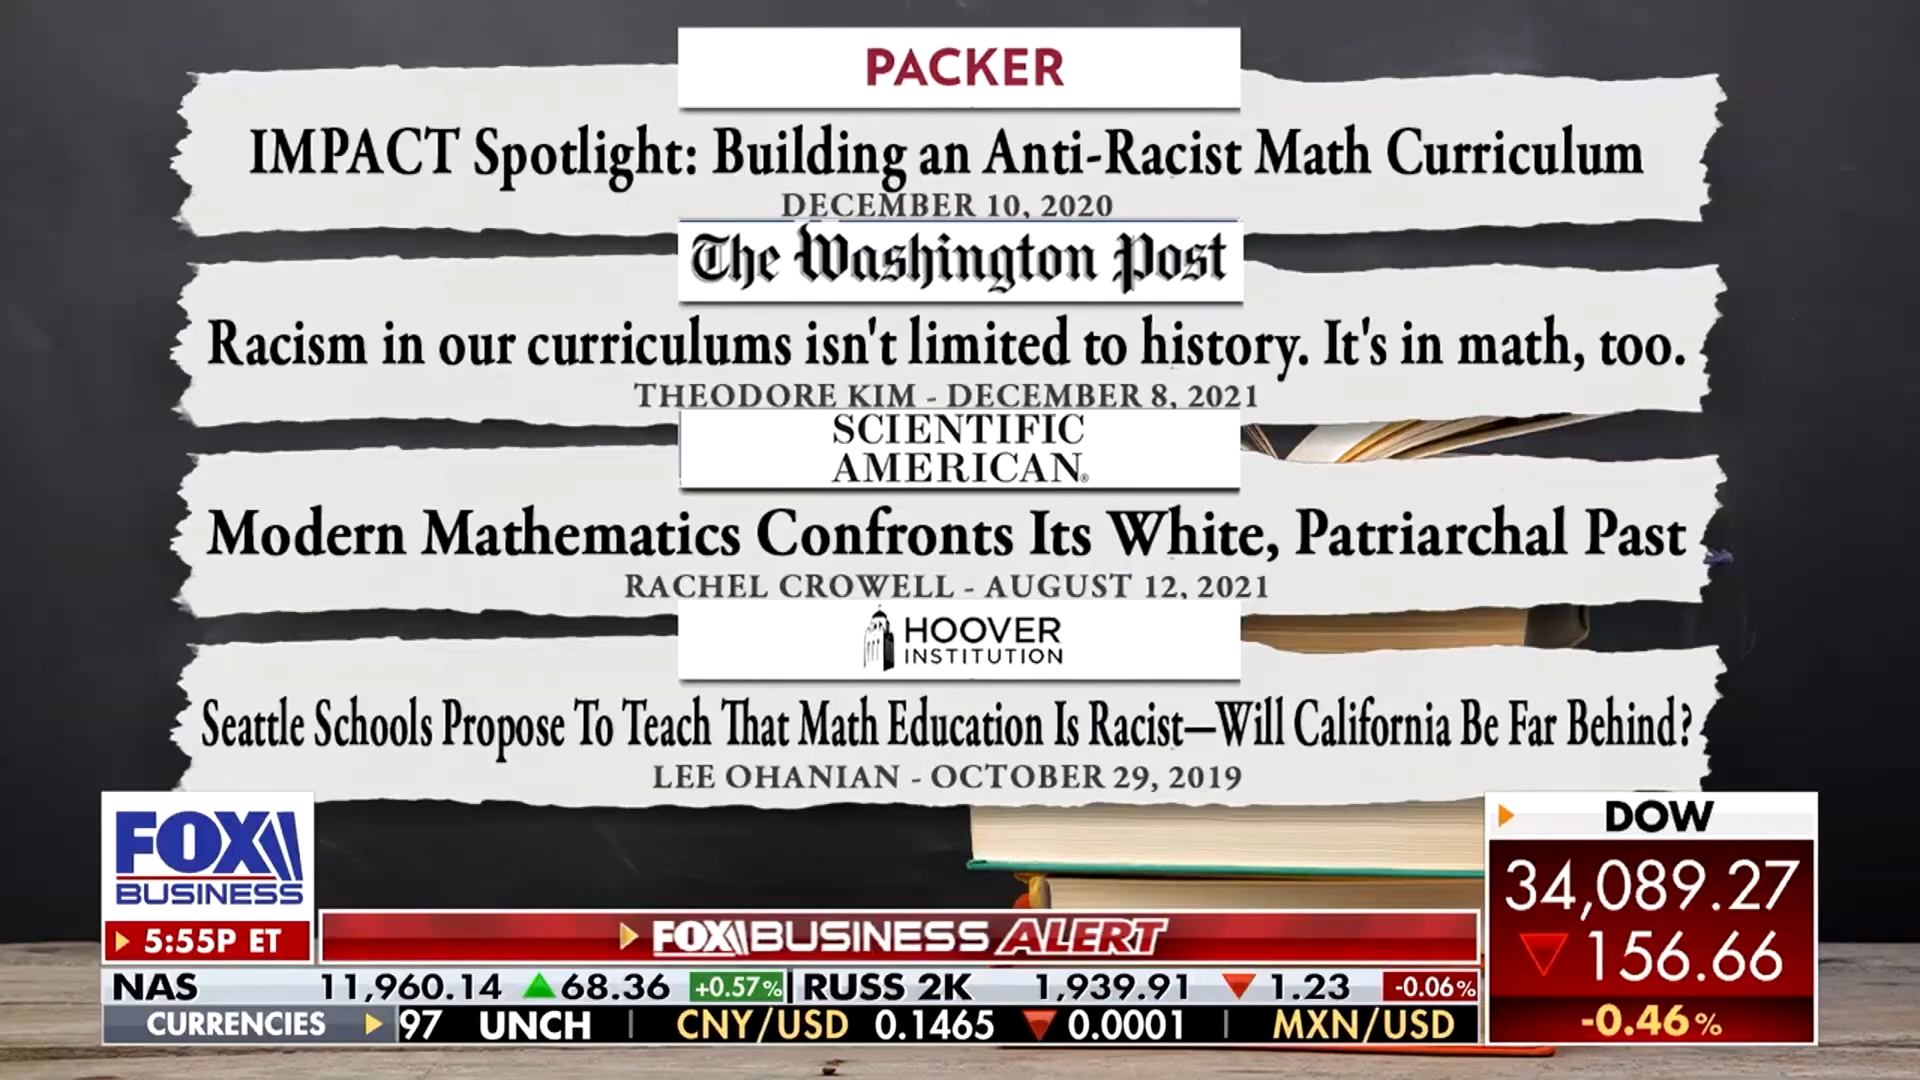 PACKER
IMPACT Spotlight: Building an Anti-Racist Math Curriculum
DECEMBER 10, 2020
The Washington Post
Racism in our curriculums isn't limited to history. It's in math, too.
THEODORE KIM - DECEMBER 8, 2021
SCIENTIFIC
AMERICAN®
Modern Mathematics Confronts Its White, Patriarchal Past
RACHEL CROWELL - AUGUST 12, 2021
HOOVER
INSTITUTION
Seattle Schools Propose To Teach That Math Education Is Racist—Will California Be Far Behind?
LEE OHANIAN - OCTOBER 29, 2019
FOX
BUSINESS
5:55P ET
FOX BUSINESS ALERT
DOW
34,089.27
156.66
-0.46%
NAS 11,960.14 68.36 +0.57% RUSS 2K 1,939.91 1.23 -0.06%
CURRENCIES 97 UNCH CNY/USD 0.1465 0.0001 MXN/USD